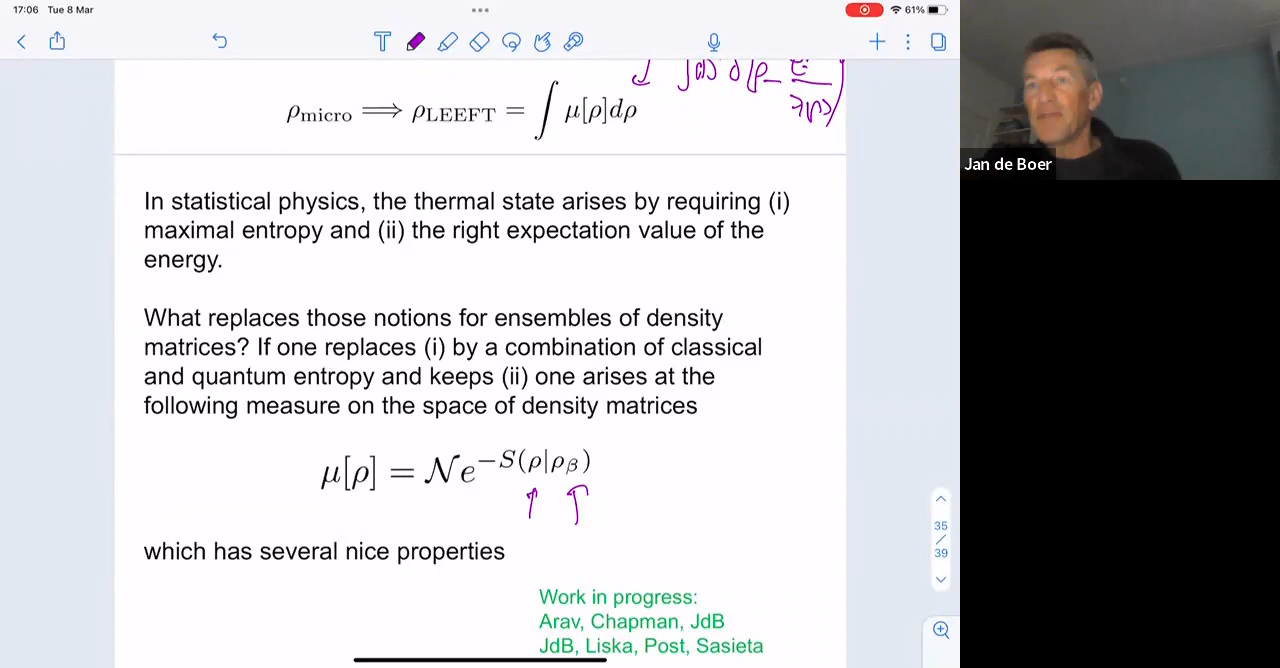 17:06 Tue 8 Mar
61%
ρ_micro ⟹ ρ_LEEFT = ∫ μ[ρ]dρ
Jan de Boer
In statistical physics, the thermal state arises by requiring (i)
maximal entropy and (ii) the right expectation value of the
energy.
What replaces those notions for ensembles of density
matrices? If one replaces (i) by a combination of classical
and quantum entropy and keeps (ii) one arises at the
following measure on the space of density matrices
μ[ρ] = 𝒩e^{−S(ρ|ρ_β)}
which has several nice properties
35
/
39
Work in progress:
Arav, Chapman, JdB
JdB, Liska, Post, Sasieta